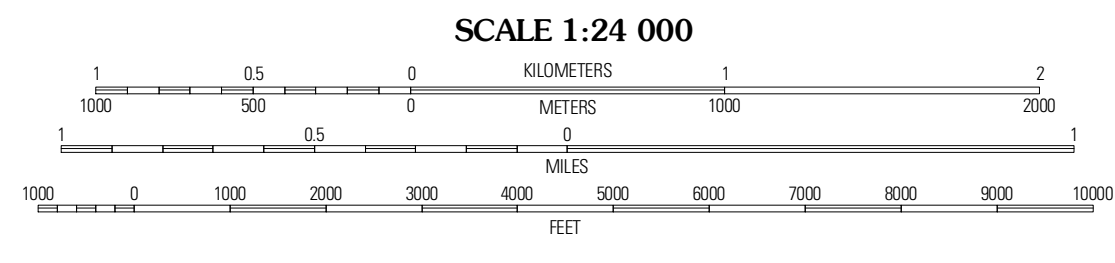 SCALE 1:24 000
1 0.5 0 KILOMETERS 1 2
1000 500 0 METERS 1000 2000
1 0.5 0 1
MILES
1000 0 1000 2000 3000 4000 5000 6000 7000 8000 9000 10000
FEET